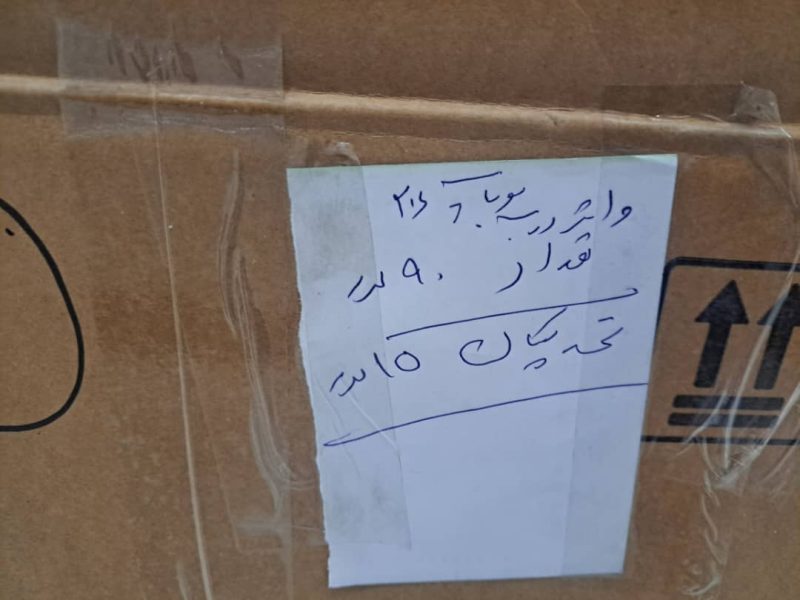 واشر درب سوپاپ ۲۰۶
تعداد ۹۰ عدد
پیکان ۱۵ عدد